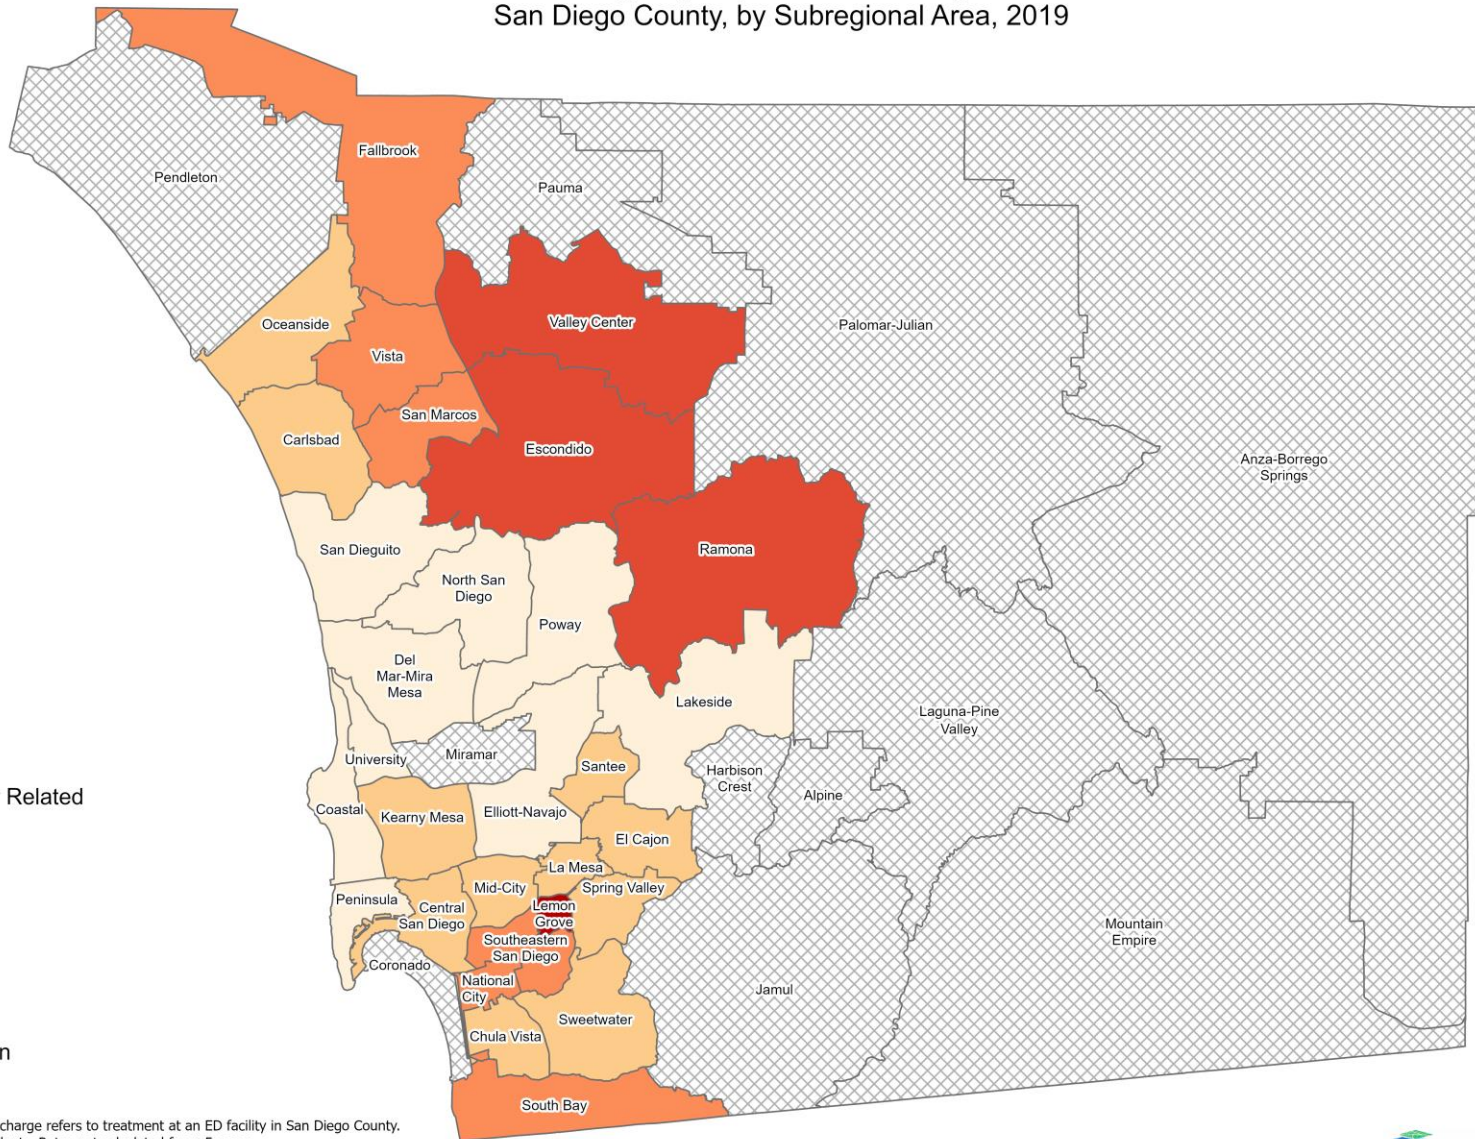 San Diego County, by Subregional Area, 2019
Fallbrook
Pendleton
Pauma
Oceanside
Valley Center
Palomar-Julian
Vista
San Marcos
Carlsbad
Escondido
Anza-Borrego
Springs
San Dieguito
Ramona
North San
Diego
Poway
Del
Mar-Mira
Mesa
Lakeside
Laguna-Pine
Valley
University
Miramar
Santee
Harbison
Crest
Alpine
Related
Coastal
Kearny Mesa
Elliott-Navajo
El Cajon
La Mesa
Mid-City
Spring Valley
Peninsula
Central
San Diego
Lemon
Grove
Mountain
Empire
Southeastern
San Diego
Coronado
National
City
Jamul
Sweetwater
Chula Vista
n
South Bay
charge refers to treatment at an ED facility in San Diego County.